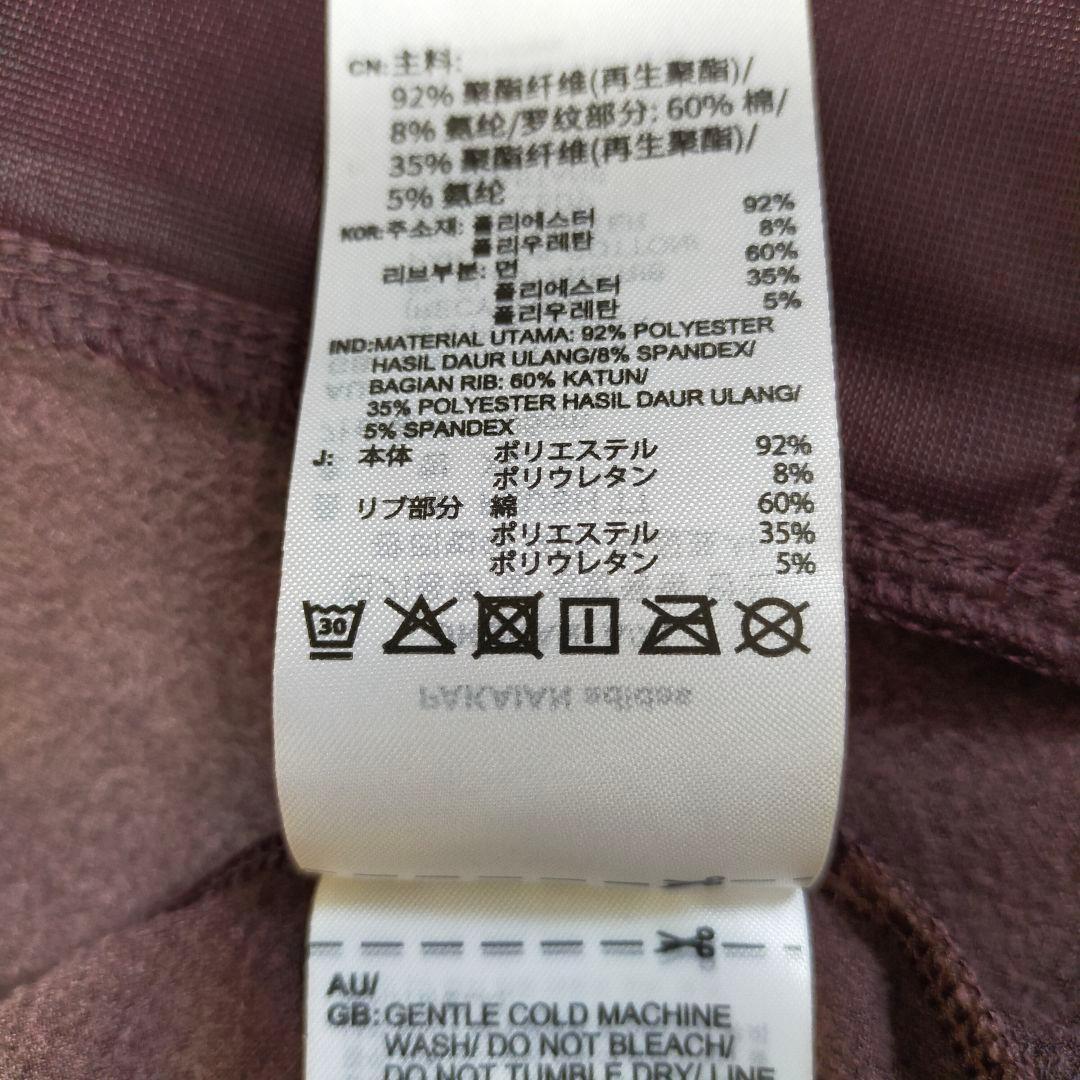 CN: 主料:
92% 聚酯纤维(再生聚酯)/
8% 氨纶/罗纹部分: 60% 棉/
35% 聚酯纤维(再生聚酯)/
5% 氨纶
KOR: 주소재: 폴리에스터 92%
폴리우레탄 8%
리브부분: 면 60%
폴리에스터 35%
폴리우레탄 5%
IND:MATERIAL UTAMA: 92% POLYESTER
HASIL DAUR ULANG/8% SPANDEX/
BAGIAN RIB: 60% KATUN/
35% POLYESTER HASIL DAUR ULANG/
5% SPANDEX
J: 本体 ポリエステル 92%
ポリウレタン 8%
リブ部分 綿 60%
ポリエステル 35%
ポリウレタン 5%
30
PAKAIAN adidas
AU/
GB: GENTLE COLD MACHINE
WASH/ DO NOT BLEACH/
DO NOT TUMBLE DRY/ LINE